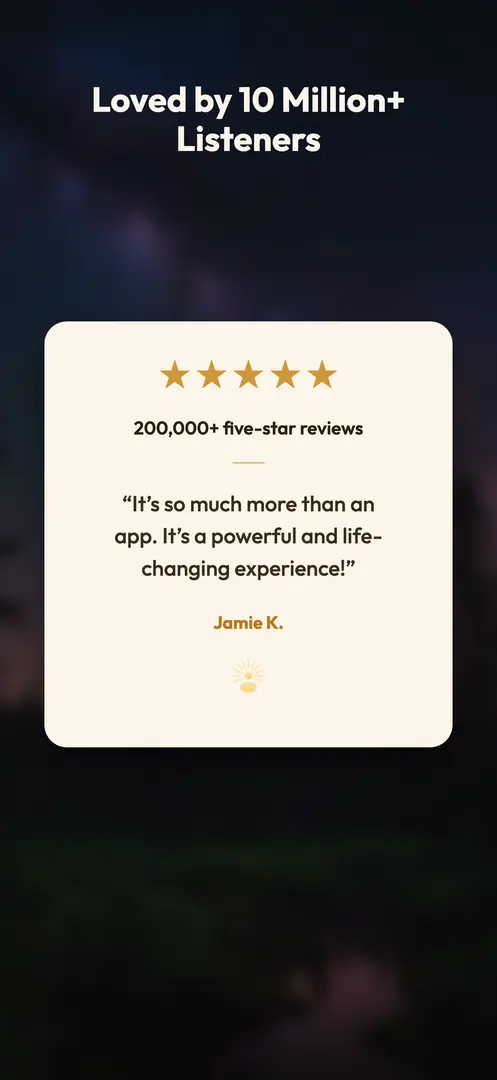 Loved by 10 Million+
Listeners
200,000+ five-star reviews
“It’s so much more than an
app. It’s a powerful and life-
changing experience!”
Jamie K.